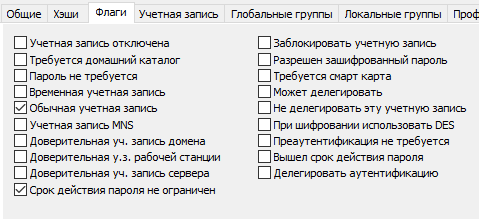 Общие Хэши Флаги Учетная запись Глобальные группы Локальные группы Проф
Учетная запись отключена
Требуется домашний каталог
Пароль не требуется
Временная учетная запись
Обычная учетная запись
Учетная запись MNS
Доверительная уч. запись домена
Доверительная у.з. рабочей станции
Доверительная уч. запись сервера
Срок действия пароля не ограничен
Заблокировать учетную запись
Разрешен зашифрованный пароль
Требуется смарт карта
Может делегировать
Не делегировать эту учетную запись
При шифровании использовать DES
Преаутентификация не требуется
Вышел срок действия пароля
Делегировать аутентификацию